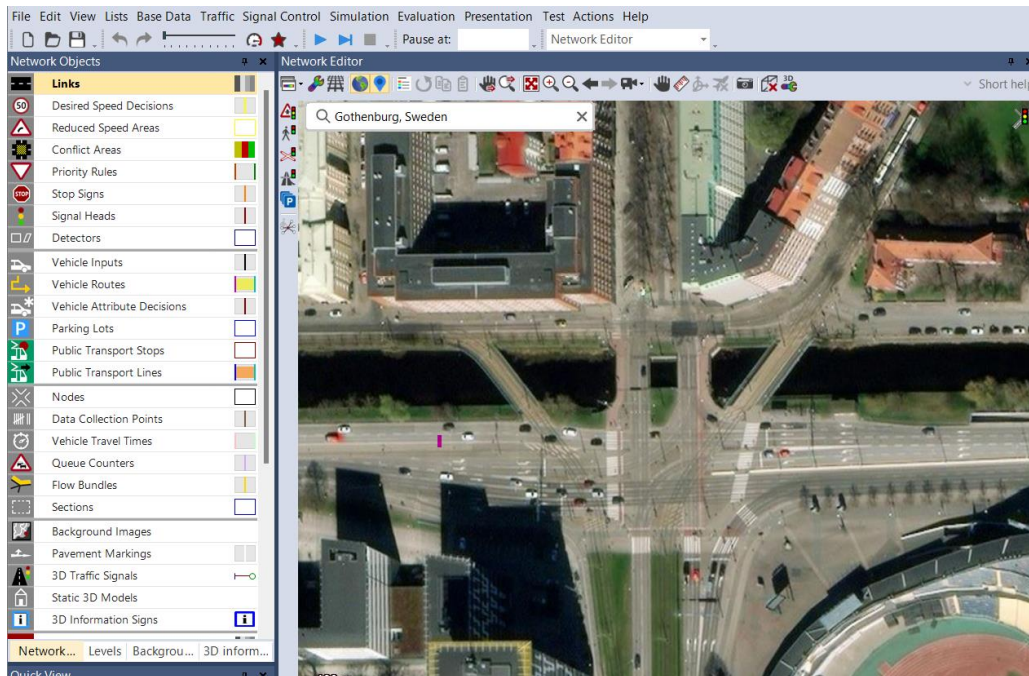 File Edit View Lists Base Data Traffic Signal Control Simulation Evaluation Presentation Test Actions Help
Pause at: Network Editor
Network Objects
Network Editor
Short help
Gothenburg, Sweden
Links
50 Desired Speed Decisions
Reduced Speed Areas
Conflict Areas
Priority Rules
STOP Stop Signs
Signal Heads
Detectors
Vehicle Inputs
Vehicle Routes
Vehicle Attribute Decisions
P Parking Lots
Public Transport Stops
Public Transport Lines
Nodes
Data Collection Points
Vehicle Travel Times
Queue Counters
Flow Bundles
Sections
Background Images
Pavement Markings
3D Traffic Signals
Static 3D Models
3D Information Signs
Network... Levels Backgrou... 3D inform...
Quick View